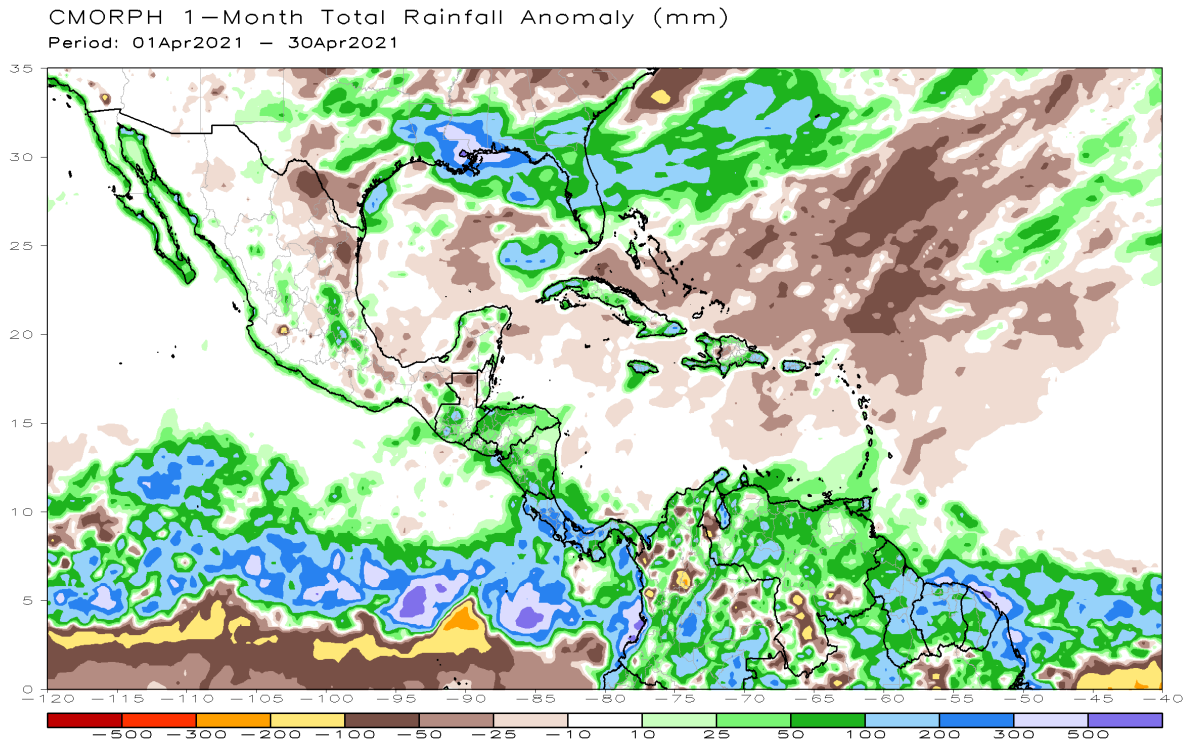 CMORPH 1-Month Total Rainfall Anomaly (mm)
Period: 01Apr2021 - 30Apr2021
35
30
25
20
15
10
5
0
-120 -115 -110 -105 -100 -95 -90 -85 -80 -75 -70 -65 -60 -55 -50 -45 -40
-500 -300 -200 -100 -50 -25 -10 10 25 50 100 200 300 500